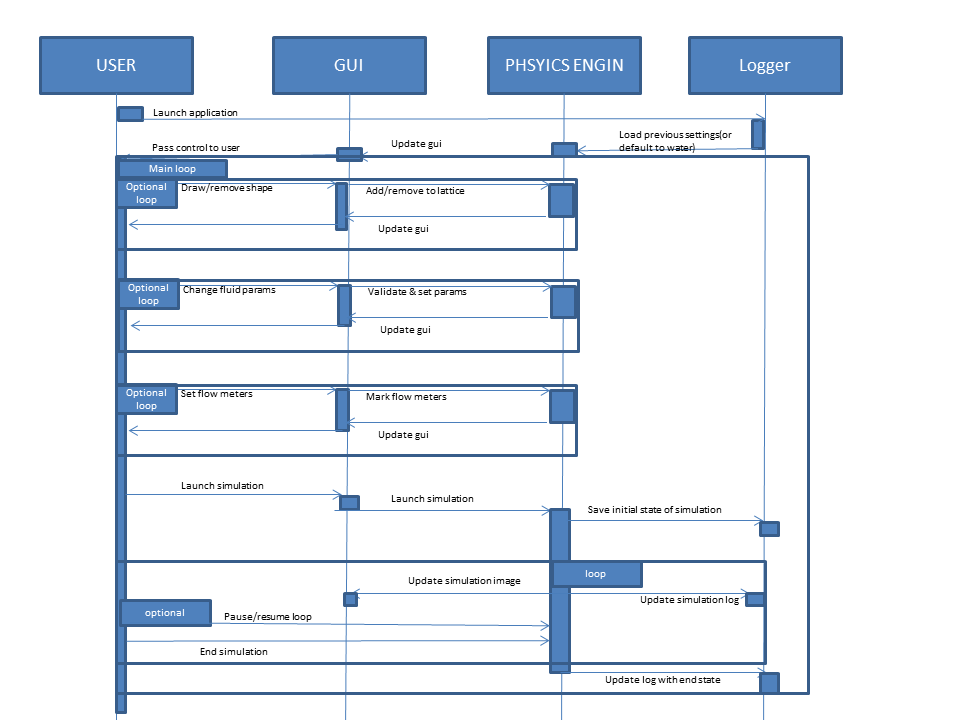 USER
GUI
PHSYICS ENGIN
Logger
Launch application
Load previous settings(or
default to water)
Update gui
Pass control to user
Main loop
Optional
loop
Draw/remove shape
Add/remove to lattice
Update gui
Optional
loop
Change fluid params
Validate & set params
Update gui
Optional
loop
Set flow meters
Mark flow meters
Update gui
Launch simulation
Launch simulation
Save initial state of simulation
loop
Update simulation image
Update simulation log
optional
Pause/resume loop
End simulation
Update log with end state